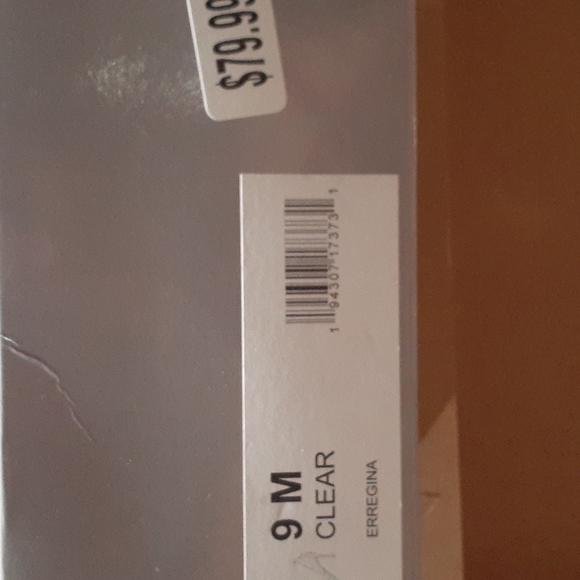 $79.99
9 M
CLEAR
ERREGINA
1 94307 17373 1